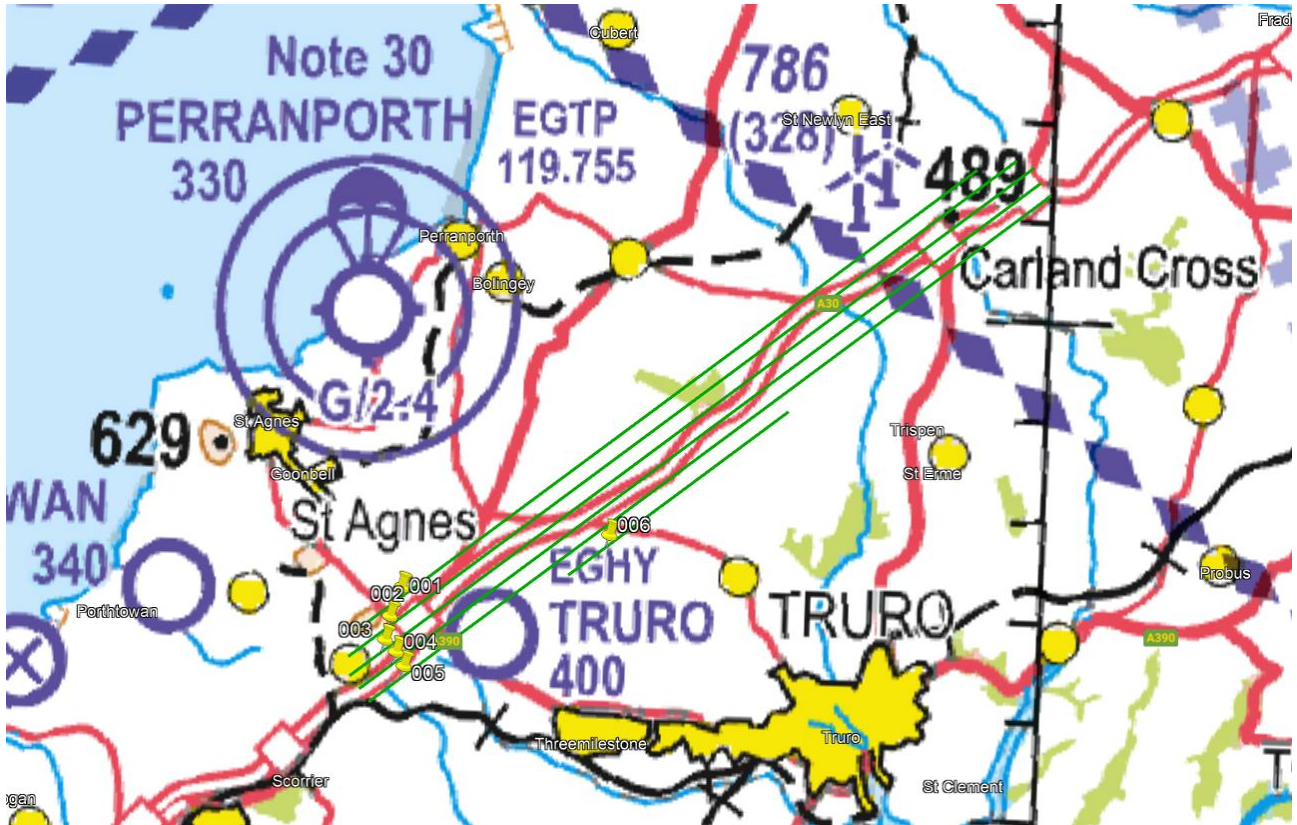 Cubert
Frad
Note 30
786
PERRANPORTH
EGTP
St Newlyn East
(328)
330
119.755
489
Perranporth
Bolingey
Carland Cross
A30
G/2.4
St Agnes
629
Trispen
Goonbell
St Erme
WAN
St Agnes
006
340
EGHY
Probus
001
002
Porthtowan
TRURO
TRURO
003
004
A390
390
005
400
Truro
Threemilestone
Scorrier
St Clement
ogan